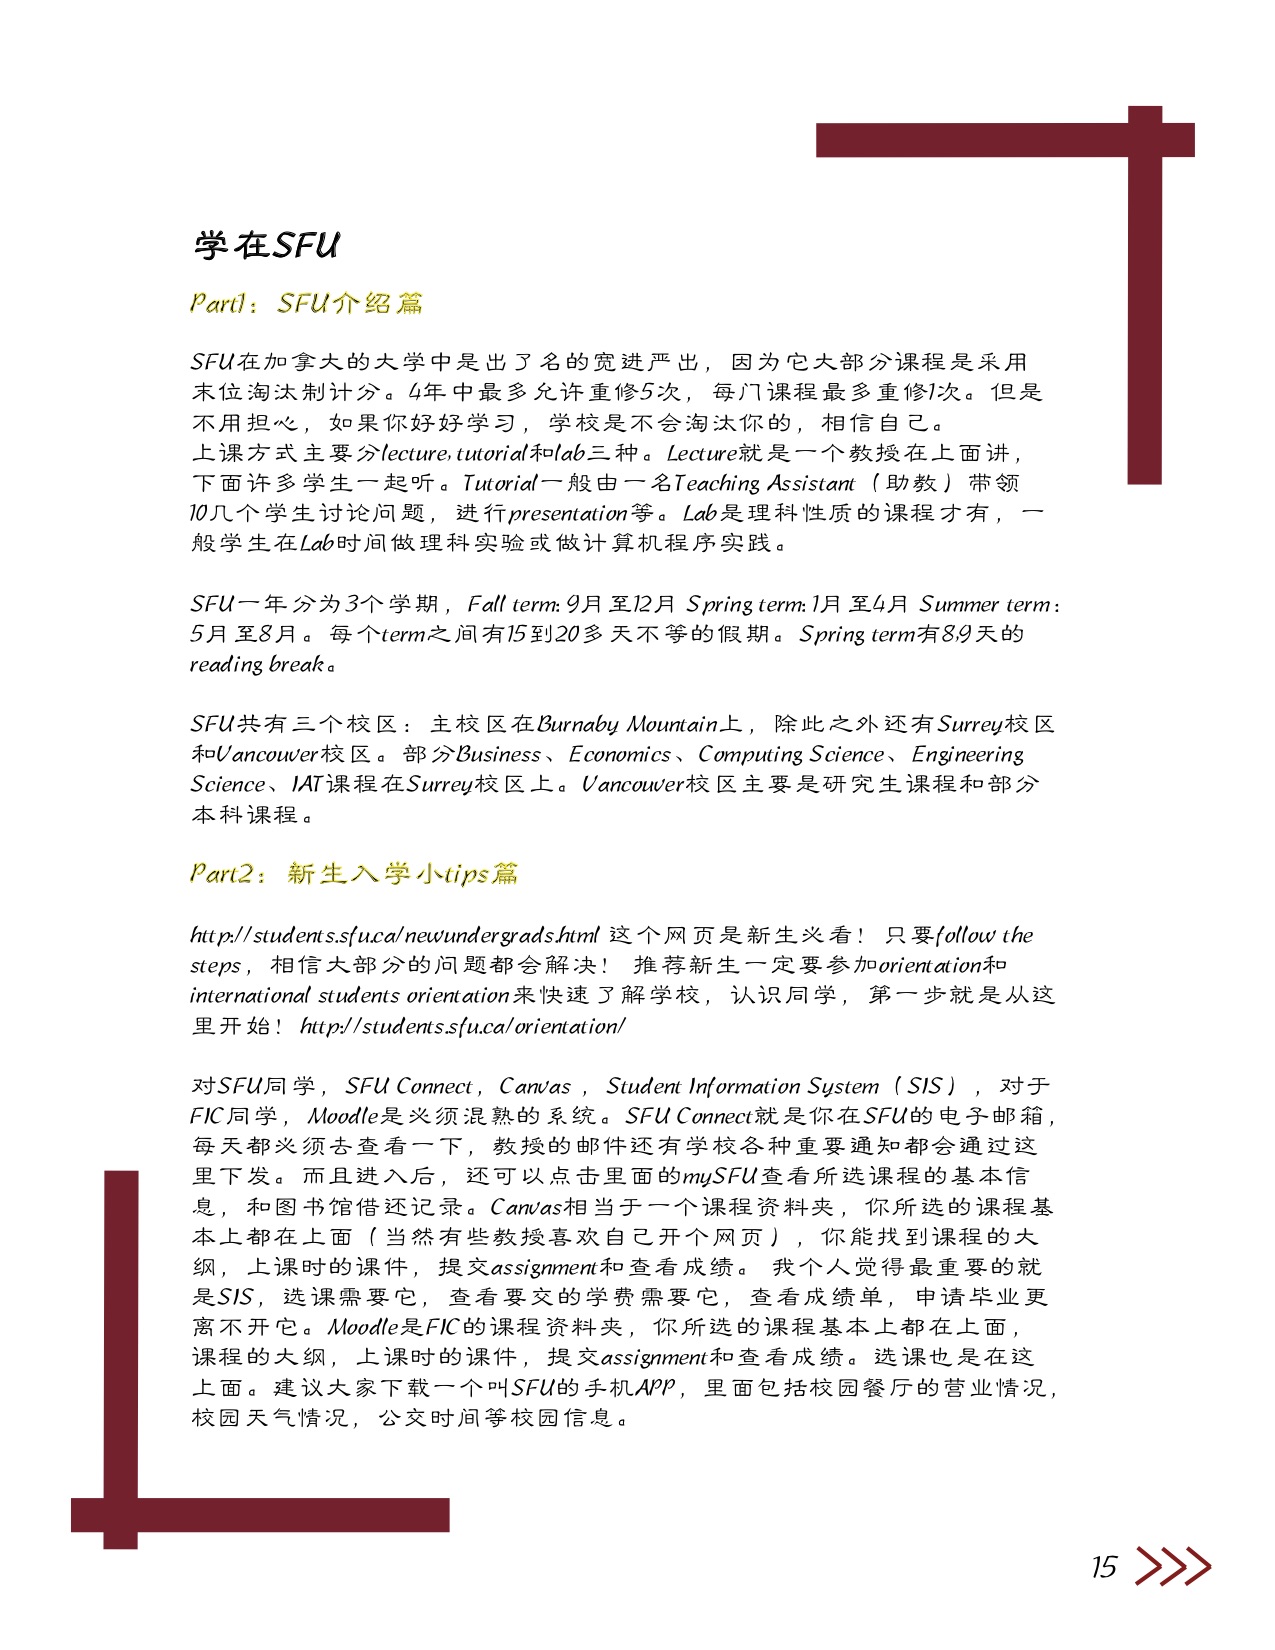 学在SFU
Part1：SFU介绍篇
SFU在加拿大的大学中是出了名的宽进严出，因为它大部分课程是采用
末位淘汰制计分。4年中最多允许重修5次，每门课程最多重修1次。但是
不用担心，如果你好好学习，学校是不会淘汰你的，相信自己。
上课方式主要分lecture, tutorial和lab三种。Lecture就是一个教授在上面讲，
下面许多学生一起听。Tutorial一般由一名Teaching Assistant（助教）带领
10几个学生讨论问题，进行presentation等。Lab是理科性质的课程才有，一
般学生在Lab时间做理科实验或做计算机程序实践。
SFU一年分为3个学期，Fall term: 9月至12月 Spring term: 1月至4月 Summer term：
5月至8月。每个term之间有15到20多天不等的假期。Spring term有8,9天的
reading break。
SFU共有三个校区：主校区在Burnaby Mountain上，除此之外还有Surrey校区
和Vancouver校区。部分Business、Economics、Computing Science、Engineering
Science、IAT课程在Surrey校区上。Vancouver校区主要是研究生课程和部分
本科课程。
Part2：新生入学小tips篇
http://students.sfu.ca/newundergrads.html 这个网页是新生必看！只要follow the
steps，相信大部分的问题都会解决！推荐新生一定要参加orientation和
international students orientation来快速了解学校，认识同学，第一步就是从这
里开始！http://students.sfu.ca/orientation/
对SFU同学，SFU Connect，Canvas ，Student Information System（SIS），对于
FIC同学，Moodle是必须混熟的系统。SFU Connect就是你在SFU的电子邮箱，
每天都必须去查看一下，教授的邮件还有学校各种重要通知都会通过这
里下发。而且进入后，还可以点击里面的mySFU查看所选课程的基本信
息，和图书馆借还记录。Canvas相当于一个课程资料夹，你所选的课程基
本上都在上面（当然有些教授喜欢自己开个网页），你能找到课程的大
纲，上课时的课件，提交assignment和查看成绩。 我个人觉得最重要的就
是SIS，选课需要它，查看要交的学费需要它，查看成绩单，申请毕业更
离不开它。Moodle是FIC的课程资料夹，你所选的课程基本上都在上面，
课程的大纲，上课时的课件，提交assignment和查看成绩。选课也是在这
上面。建议大家下载一个叫SFU的手机APP，里面包括校园餐厅的营业情况，
校园天气情况，公交时间等校园信息。
15